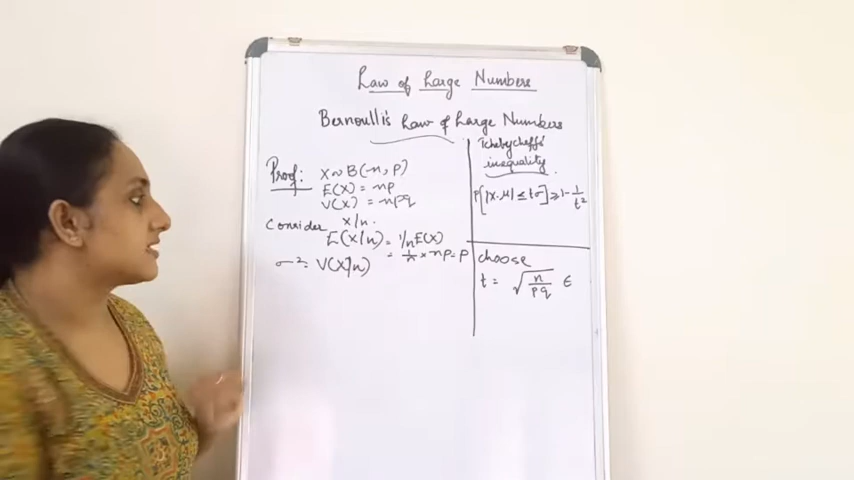 Law of Large Numbers
Bernoulli's Law of Large Numbers
Proof: X ~ B(n, p)
E(X) = np
V(X) = npq
Consider X/n.
E(X/n) = 1/n E(X)
= 1/n × np = p
σ² = V(X/n)
Tchebycheff's
inequality
P[|X-μ| ≤ tσ] ≥ 1 - 1/t²
choose
t = √(n/pq) ε